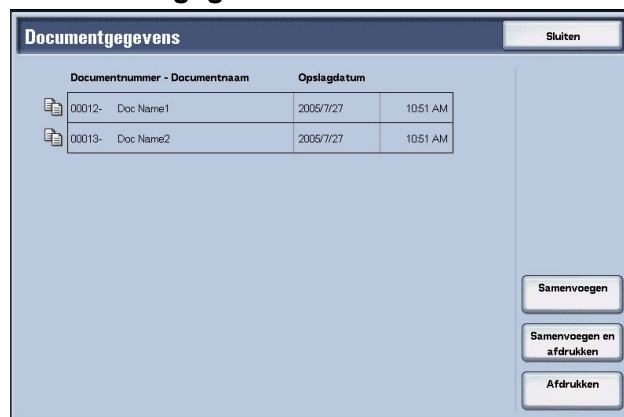 Documentgegevens
Sluiten
Documentnummer - Documentnaam Opslagdatum
00012- Doc Name1 2005/7/27 10:51 AM
00013- Doc Name2 2005/7/27 10:51 AM
Samenvoegen
Samenvoegen en
afdrukken
Afdrukken